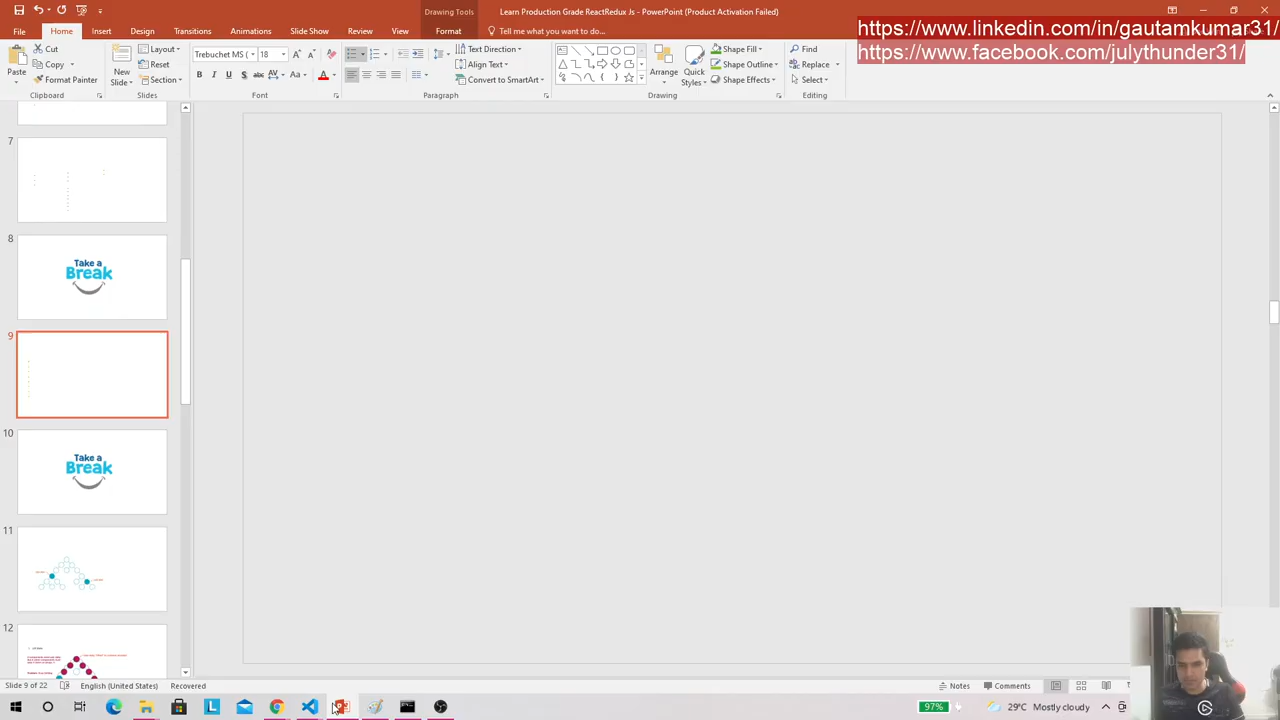 Drawing Tools
Learn Production Grade ReactRedux Js - PowerPoint (Product Activation Failed)
https://www.linkedin.com/in/gautamkumar31/
https://www.facebook.com/julythunder31/
File Home Insert Design Transitions Animations Slide Show Review View Format Tell me what you want to do...
Paste
Cut
Copy
Format Painter
Clipboard
New Slide
Layout
Reset
Section
Slides
Trebuchet MS ( 18
B I U S abc AV Aa A
Font
Text Direction
Align Text
Convert to SmartArt
Paragraph
Arrange
Quick Styles
Shape Fill
Shape Outline
Shape Effects
Drawing
Find
Replace
Select
Editing
7
8
Take a
Break
9
10
Take a
Break
11
12
Slide 9 of 22 English (United States) Recovered Notes Comments
97% 29°C Mostly cloudy